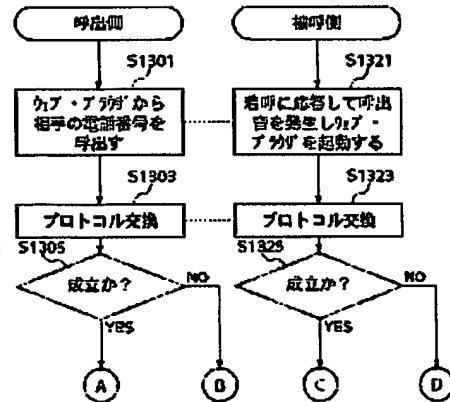 呼出側
被呼側
S1301
S1321
ウェブ・ブラウザから
相手の電話番号を
呼出す
着呼に応答して呼出
音を発生しウェブ・
ブラウザを起動する
S1303
S1323
プロトコル交換
プロトコル交換
S1305
S1325
成立か?
NO
成立か?
NO
YES
YES
A
B
C
D